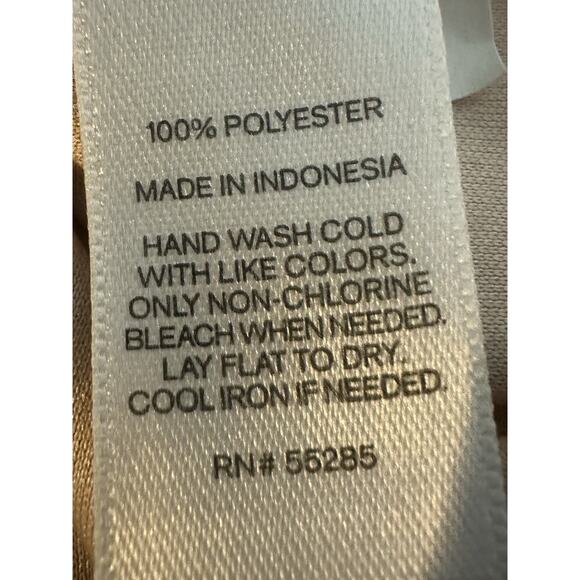 100% POLYESTER
MADE IN INDONESIA
HAND WASH COLD
WITH LIKE COLORS.
ONLY NON-CHLORINE
BLEACH WHEN NEEDED.
LAY FLAT TO DRY.
COOL IRON IF NEEDED.
RN# 55285